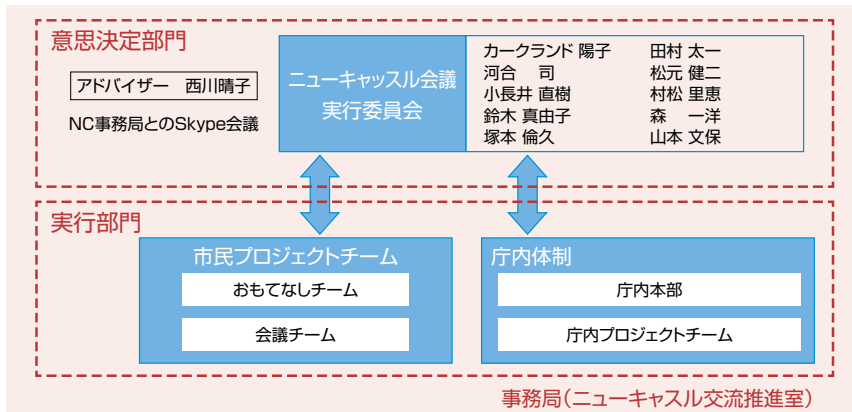 意思決定部門
アドバイザー　西川晴子
NC事務局とのSkype会議
ニューキャッスル会議
実行委員会
カークランド 陽子
河合　司
小長井 直樹
鈴木 真由子
塚本 倫久
田村 太一
松元 健二
村松 里恵
森　一洋
山本 文保
実行部門
市民プロジェクトチーム
おもてなしチーム
会議チーム
庁内体制
庁内本部
庁内プロジェクトチーム
事務局（ニューキャスル交流推進室）